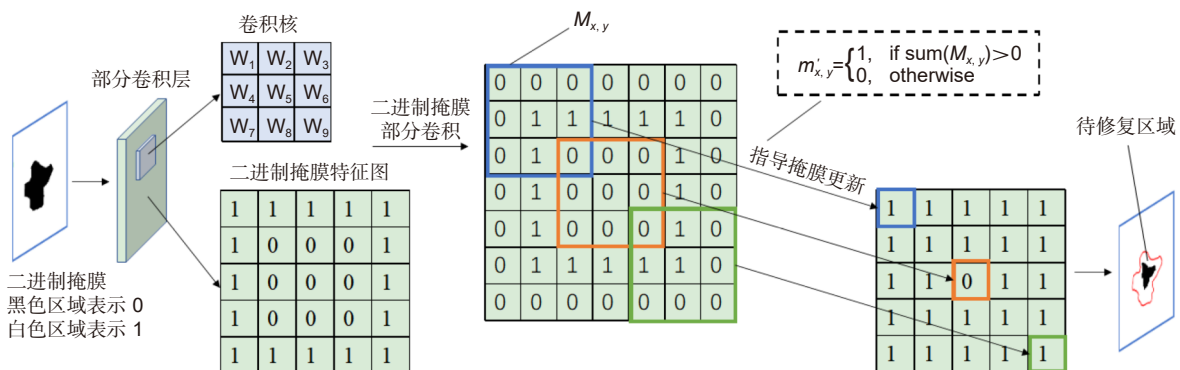 卷积核
W1 W2 W3
W4 W5 W6
W7 W8 W9
部分卷积层
二进制掩膜特征图
1 1 1 1 1
1 0 0 0 1
1 0 0 0 1
1 0 0 0 1
1 1 1 1 1
二进制掩膜
黑色区域表示 0
白色区域表示 1
二进制掩膜
部分卷积
Mx, y
0 0 0 0 0 0 0
0 1 1 1 1 1 0
0 1 0 0 0 1 0
0 1 0 0 0 1 0
0 1 0 0 0 1 0
0 1 1 1 1 1 0
0 0 0 0 0 0 0
m'x, y={1, if sum(Mx, y)>0
0, otherwise
指导掩膜更新
1 1 1 1 1
1 1 1 1 1
1 1 0 1 1
1 1 1 1 1
1 1 1 1 1
待修复区域